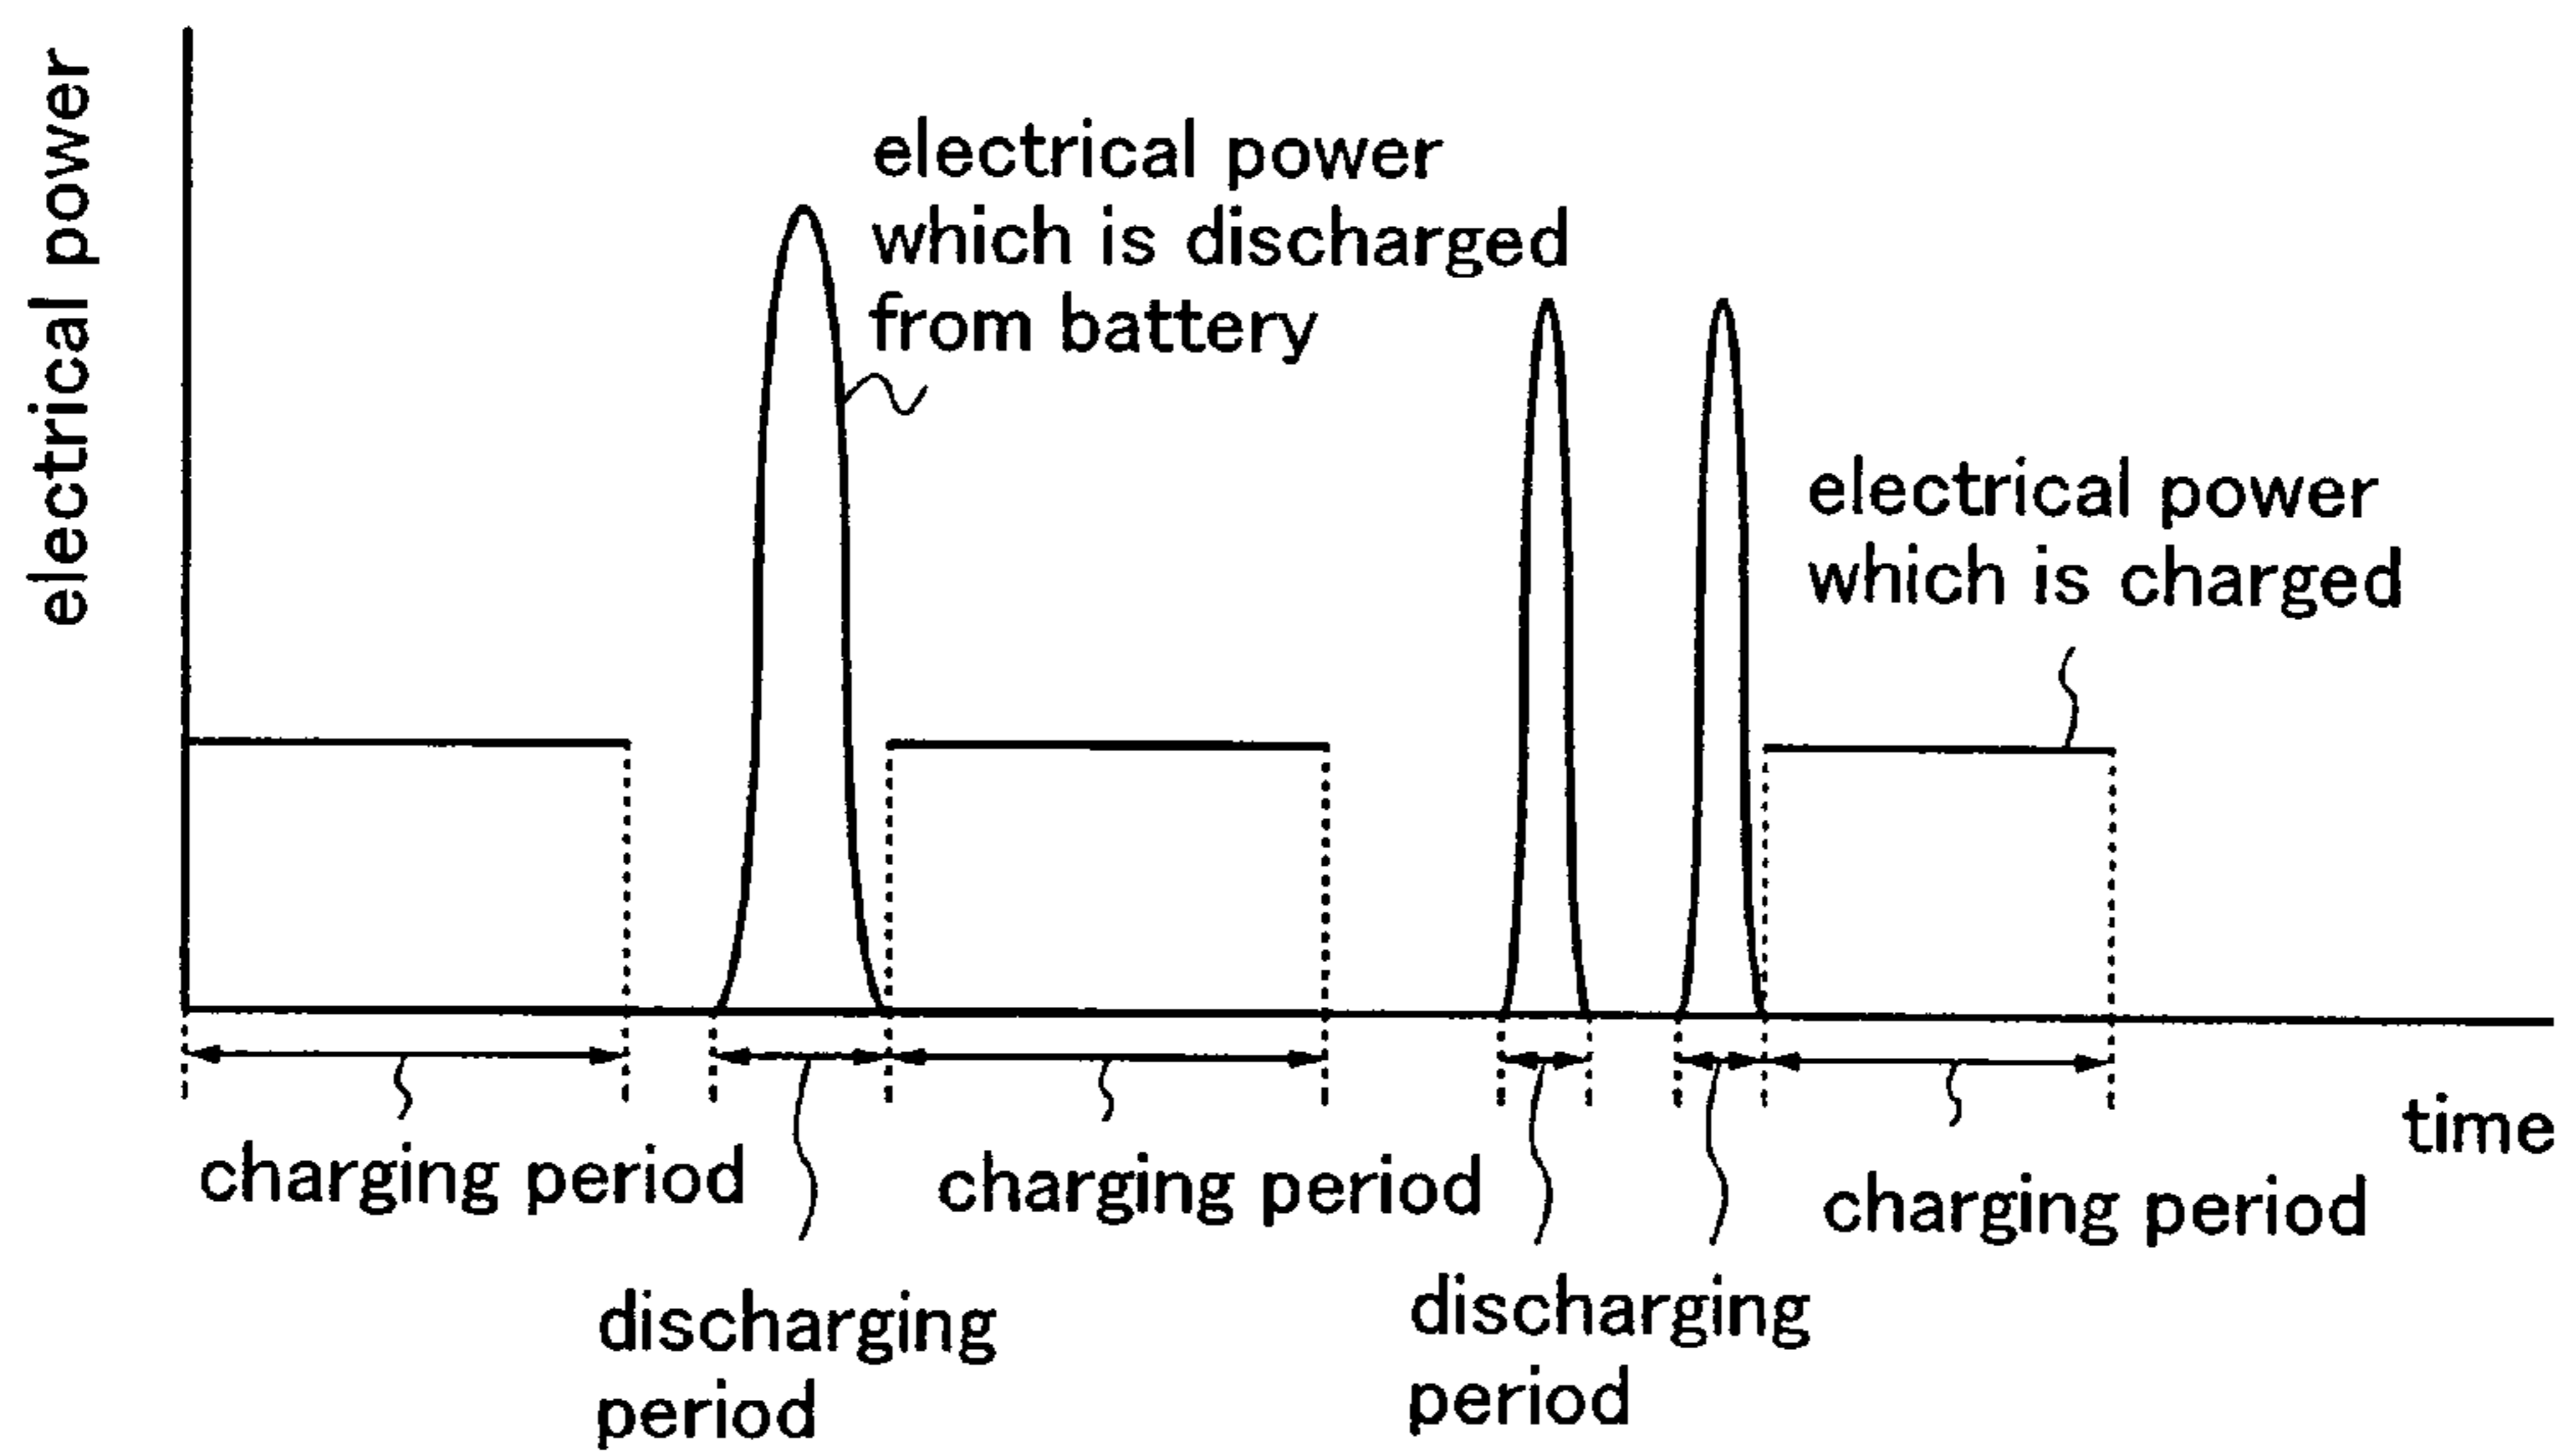 electrical power
electrical power
which is discharged
from battery
electrical power
which is charged
time
charging period
charging period
charging period
discharging
period
discharging
period